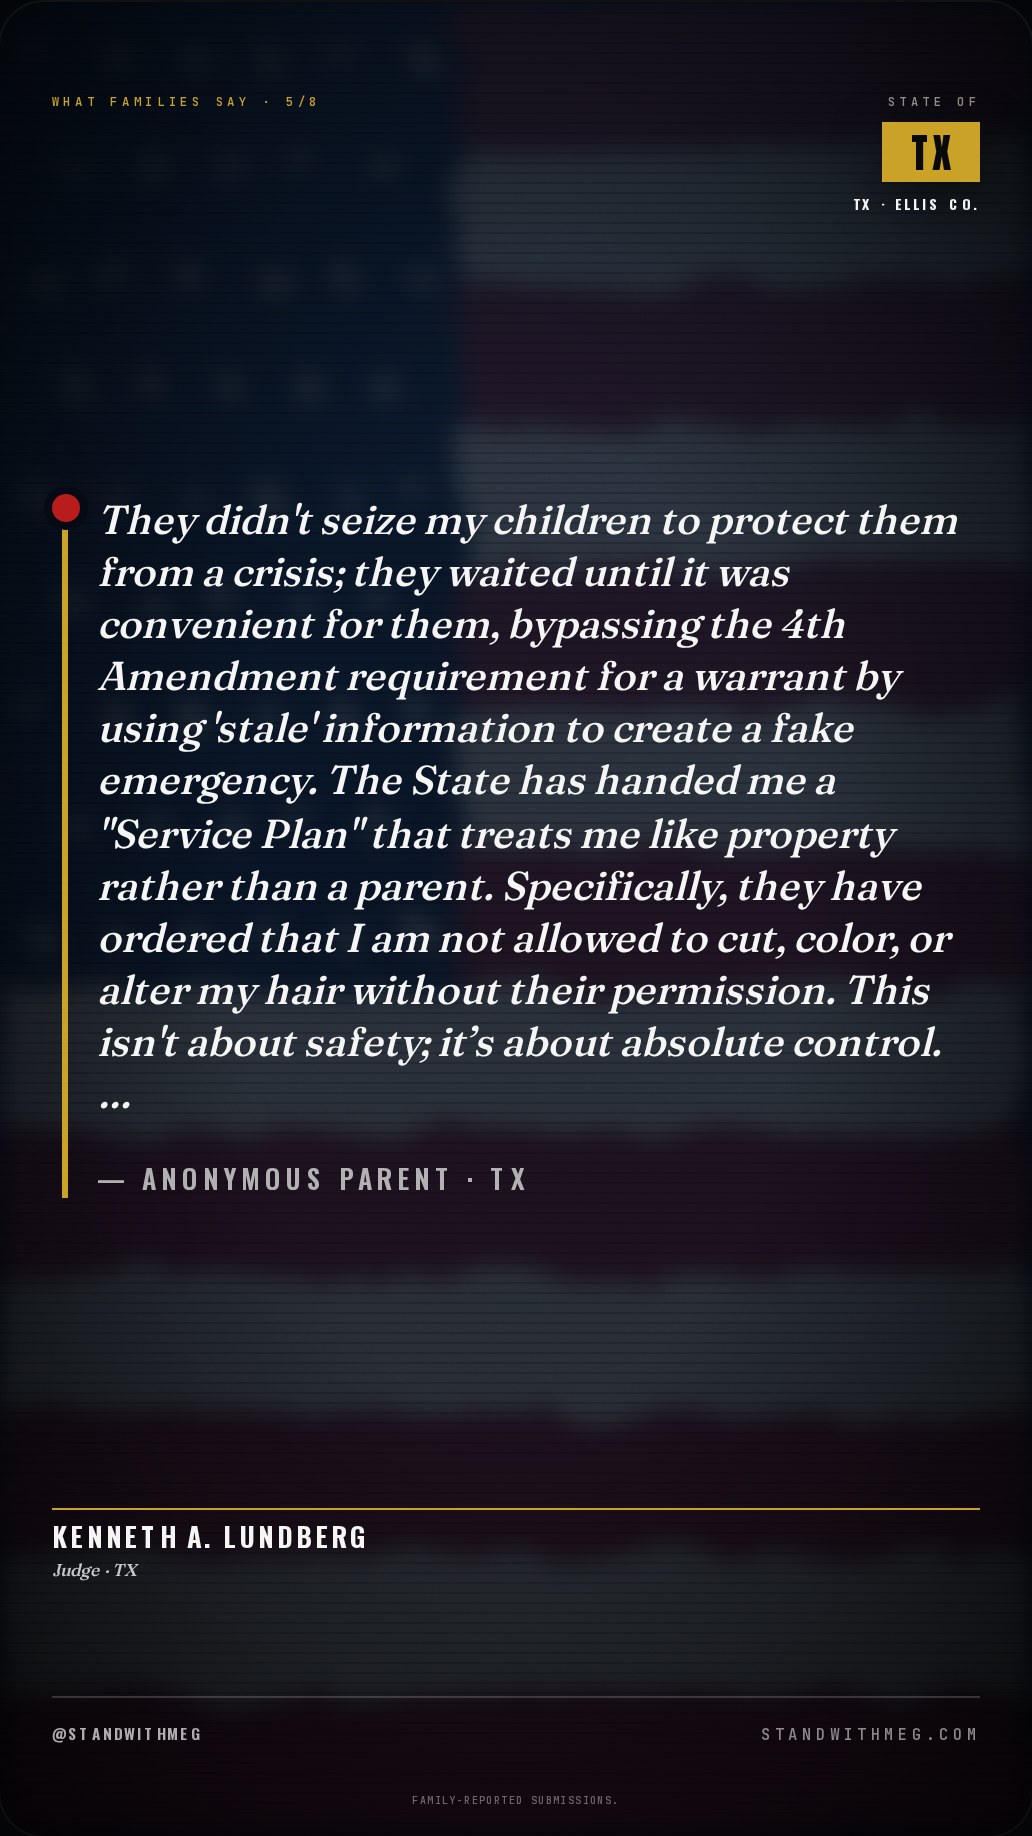 WHAT FAMILIES SAY · 5/8
STATE OF
TX
TX · ELLIS CO.
They didn't seize my children to protect them
from a crisis; they waited until it was
convenient for them, bypassing the 4th
Amendment requirement for a warrant by
using 'stale' information to create a fake
emergency. The State has handed me a
"Service Plan" that treats me like property
rather than a parent. Specifically, they have
ordered that I am not allowed to cut, color, or
alter my hair without their permission. This
isn't about safety; it’s about absolute control.
...
— ANONYMOUS PARENT · TX
KENNETH A. LUNDBERG
Judge · TX
@STANDWITHMEG
STANDWITHMEG.COM
FAMILY-REPORTED SUBMISSIONS.